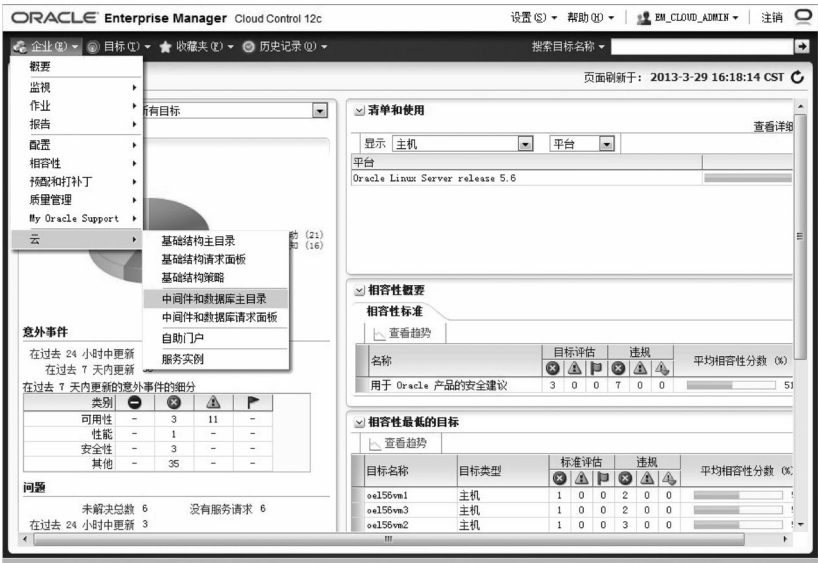 ORACLE Enterprise Manager Cloud Control 12c
设置(S) 帮助(H) EM_CLOUD_ADMIN 注销
企业(E) 目标(T) 收藏夹(F) 历史记录(O) 搜索目标名称
页面刷新于: 2013-3-29 16:18:14 CST
概要
监视
作业
报告
配置
相容性
预配和打补丁
质量管理
My Oracle Support
云
基础结构主目录
基础结构请求面板
基础结构策略
中间件和数据库主目录
中间件和数据库请求面板
自助门户
服务实例
所有目标
(21)
(16)
意外事件
在过去 24 小时中更新
在过去 7 天内更新
在过去 7 天内更新的意外事件的细分
类别
可用性 - 3 11 -
性能 - 1 - -
安全性 - 3 - -
其他 - 35 - -
问题
未解决总数 6 没有服务请求 6
在过去 24 小时中更新 3
清单和使用
查看详细
显示 主机 平台
平台
Oracle Linux Server release 5.6
相容性概要
相容性标准
查看趋势
名称 目标评估 违规 平均相容性分数 (%)
用于 Oracle 产品的安全建议 3 0 0 7 0 0 51
相容性最低的目标
查看趋势
目标名称 目标类型 标准评估 违规 平均相容性分数 (%)
oel56vm1 主机 1 0 0 2 0 0
oel56vm3 主机 1 0 0 2 0 0
oel56vm2 主机 1 0 0 3 0 0